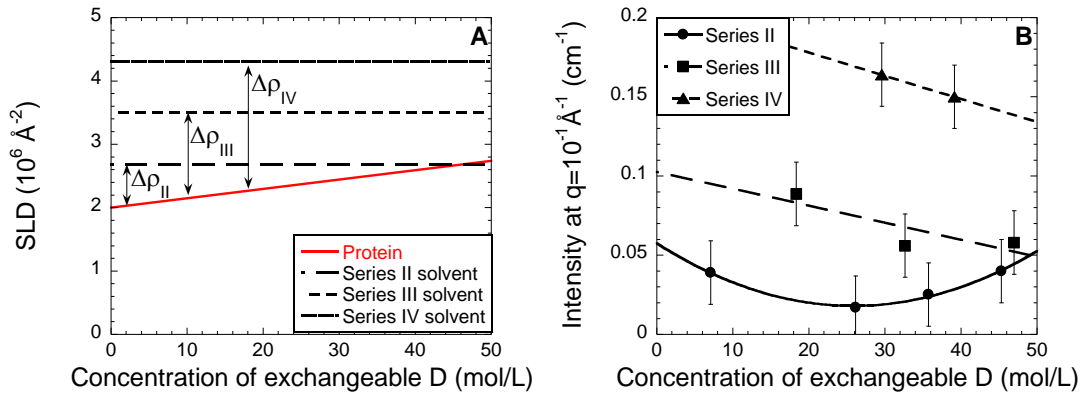 A
5
4
3
2
1
0
SLD (10⁶ Å⁻²)
Δρ_IV
Δρ_III
Δρ_II
Protein
Series II solvent
Series III solvent
Series IV solvent
0 10 20 30 40 50
Concentration of exchangeable D (mol/L)
B
0.2
0.15
0.1
0.05
0
Intensity at q=10⁻¹ Å⁻¹ (cm⁻¹)
Series II
Series III
Series IV
0 10 20 30 40 50
Concentration of exchangeable D (mol/L)